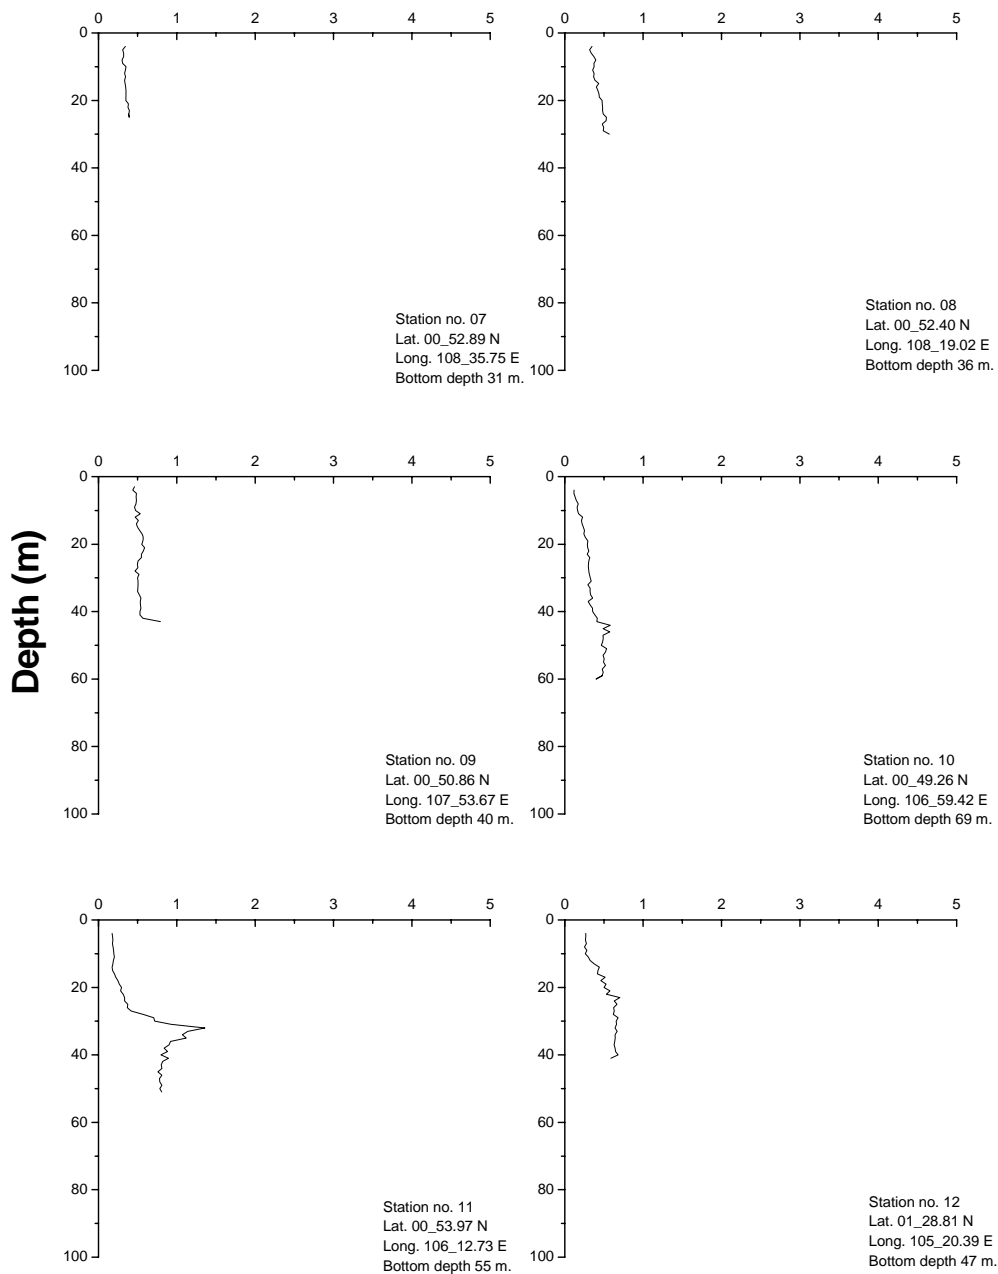 0 1 2 3 4 5
0
20
40
60
80
100
Station no. 07
Lat. 00_52.89 N
Long. 108_35.75 E
Bottom depth 31 m.
0 1 2 3 4 5
0
20
40
60
80
100
Station no. 08
Lat. 00_52.40 N
Long. 108_19.02 E
Bottom depth 36 m.
Depth (m)
0 1 2 3 4 5
0
20
40
60
80
100
Station no. 09
Lat. 00_50.86 N
Long. 107_53.67 E
Bottom depth 40 m.
0 1 2 3 4 5
0
20
40
60
80
100
Station no. 10
Lat. 00_49.26 N
Long. 106_59.42 E
Bottom depth 69 m.
0 1 2 3 4 5
0
20
40
60
80
100
Station no. 11
Lat. 00_53.97 N
Long. 106_12.73 E
Bottom depth 55 m.
0 1 2 3 4 5
0
20
40
60
80
100
Station no. 12
Lat. 01_28.81 N
Long. 105_20.39 E
Bottom depth 47 m.